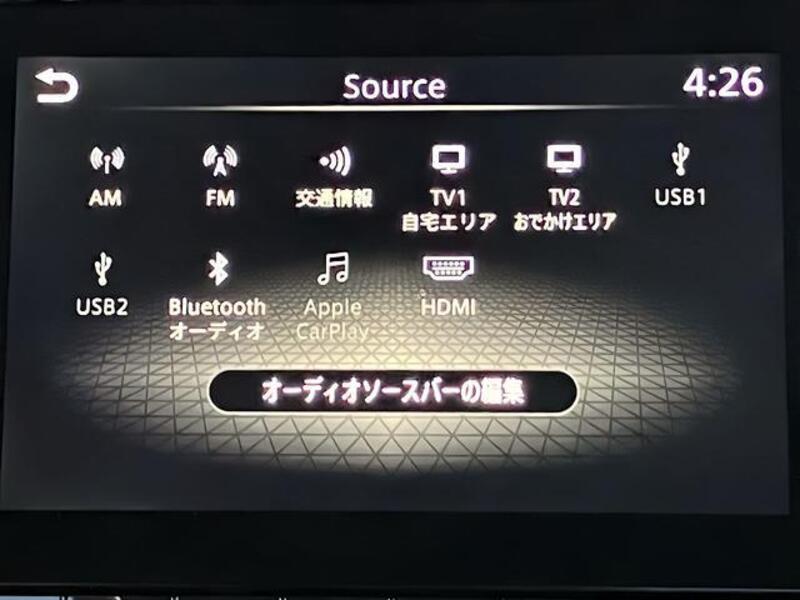 Source
4:26
AM
FM
交通情報
TV1
自宅エリア
TV2
おでかけエリア
USB1
USB2
Bluetooth
オーディオ
Apple
CarPlay
HDMI
オーディオソースバーの編集